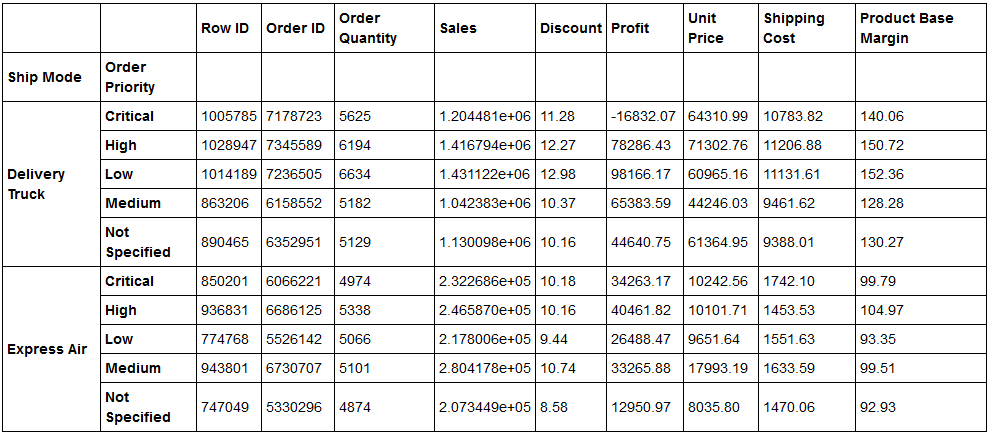 Row ID Order ID Order Quantity Sales Discount Profit Unit Price Shipping Cost Product Base Margin
Ship Mode Order Priority
Delivery Truck Critical 1005785 7178723 5625 1.204481e+06 11.28 -16832.07 64310.99 10783.82 140.06
High 1028947 7345589 6194 1.416794e+06 12.27 78286.43 71302.76 11206.88 150.72
Low 1014189 7236505 6634 1.431122e+06 12.98 98166.17 60965.16 11131.61 152.36
Medium 863206 6158552 5182 1.042383e+06 10.37 65383.59 44246.03 9461.62 128.28
Not Specified 890465 6352951 5129 1.130098e+06 10.16 44640.75 61364.95 9388.01 130.27
Express Air Critical 850201 6066221 4974 2.322686e+05 10.18 34263.17 10242.56 1742.10 99.79
High 936831 6686125 5338 2.465870e+05 10.16 40461.82 10101.71 1453.53 104.97
Low 774768 5526142 5066 2.178006e+05 9.44 26488.47 9651.64 1551.63 93.35
Medium 943801 6730707 5101 2.804178e+05 10.74 33265.88 17993.19 1633.59 99.51
Not Specified 747049 5330296 4874 2.073449e+05 8.58 12950.97 8035.80 1470.06 92.93